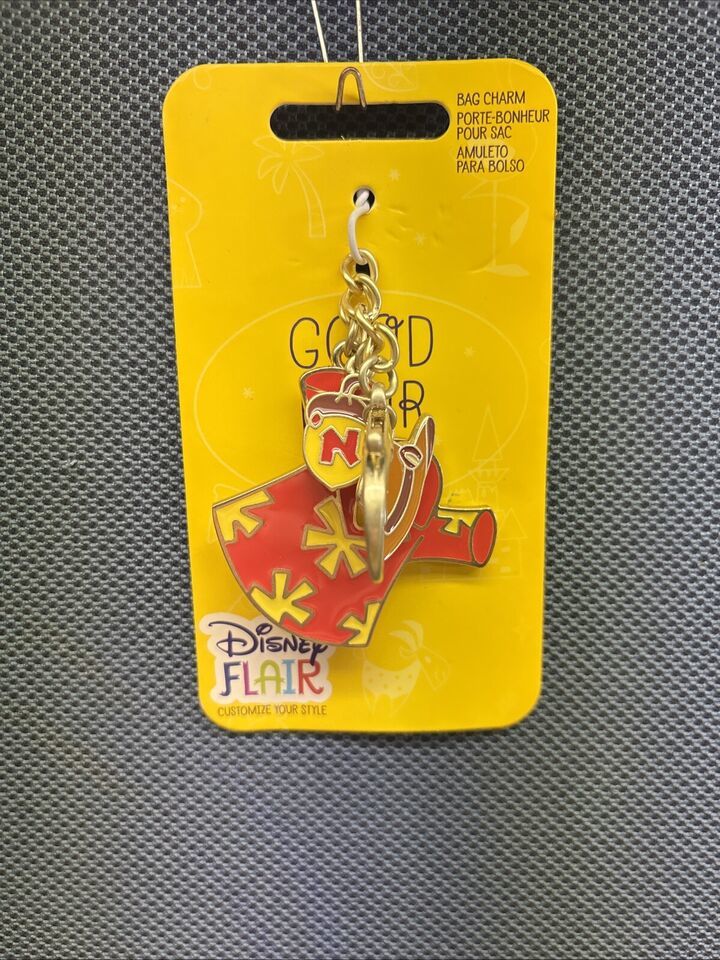 BAG CHARM
PORTE-BONHEUR
POUR SAC
AMULETO
PARA BOLSO
N
Disney
FLAIR
CUSTOMIZE YOUR STYLE